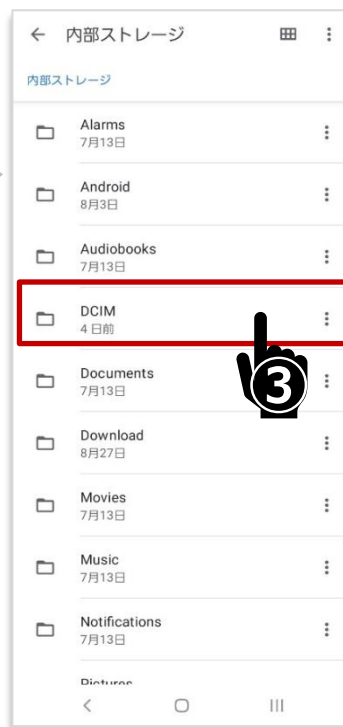 内部ストレージ
内部ストレージ
Alarms
7月13日
Android
8月3日
Audiobooks
7月13日
DCIM
4 日前
3
Documents
7月13日
Download
8月27日
Movies
7月13日
Music
7月13日
Notifications
7月13日
Pictures